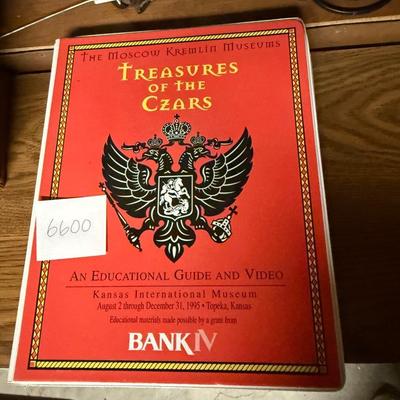 The Moscow Kremlin Museums
Treasures
of the
Czars
6600
An Educational Guide and Video
Kansas International Museum
August 2 through December 31, 1995 • Topeka, Kansas
Educational materials made possible by a grant from
BANK IV